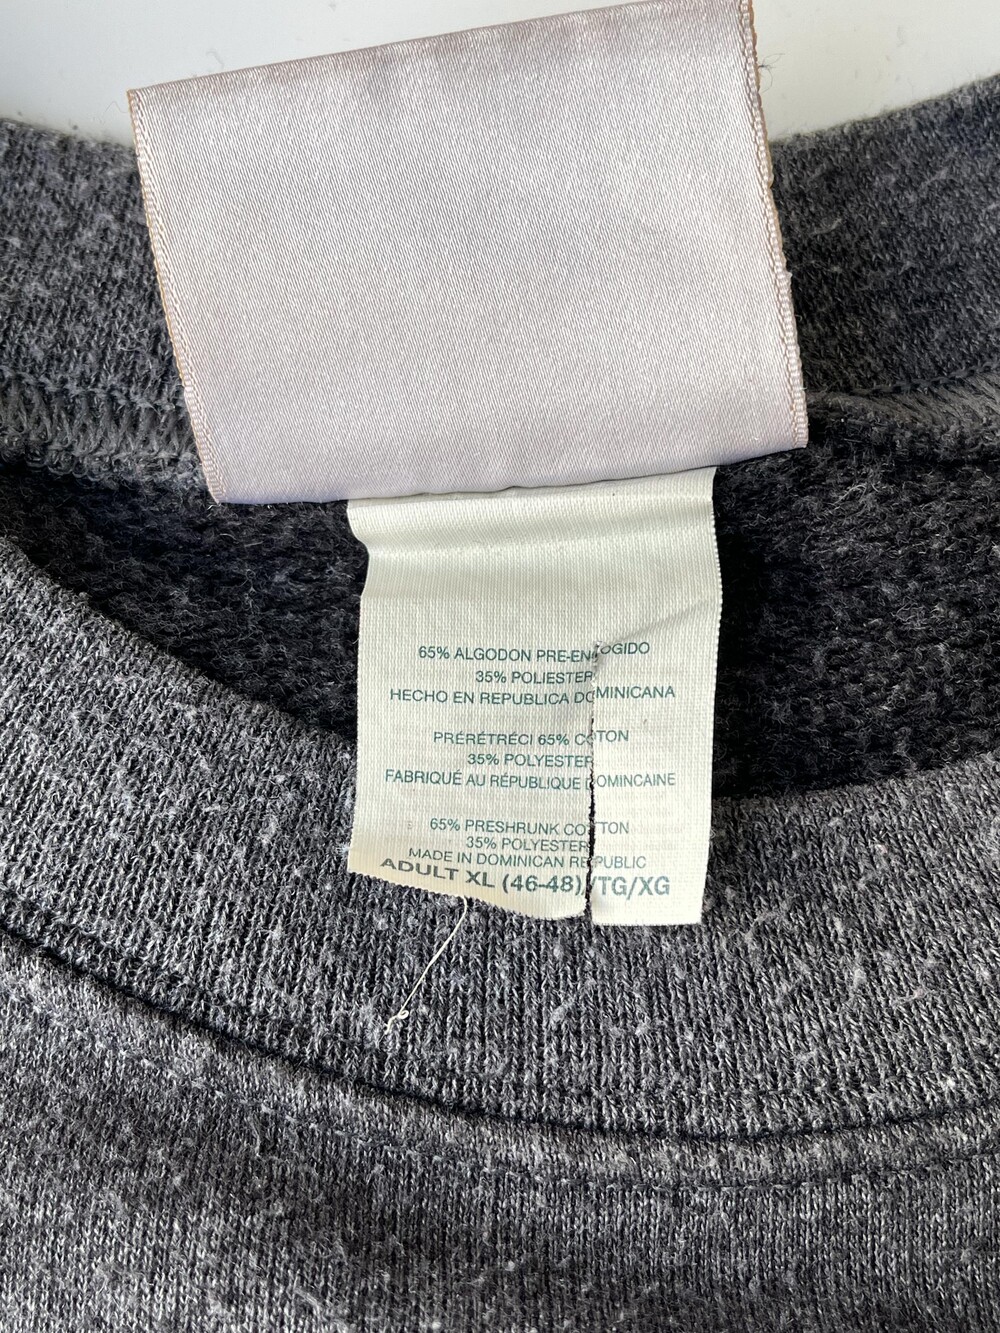 65% ALGODON PRE-ENCOGIDO
35% POLIESTER
HECHO EN REPUBLICA DOMINICANA
PRÉRÉTRÉCI 65% COTON
35% POLYESTER
FABRIQUÉ AU RÉPUBLIQUE DOMINCAINE
65% PRESHRUNK COTTON
35% POLYESTER
MADE IN DOMINICAN REPUBLIC
ADULT XL (46-48)/TG/XG